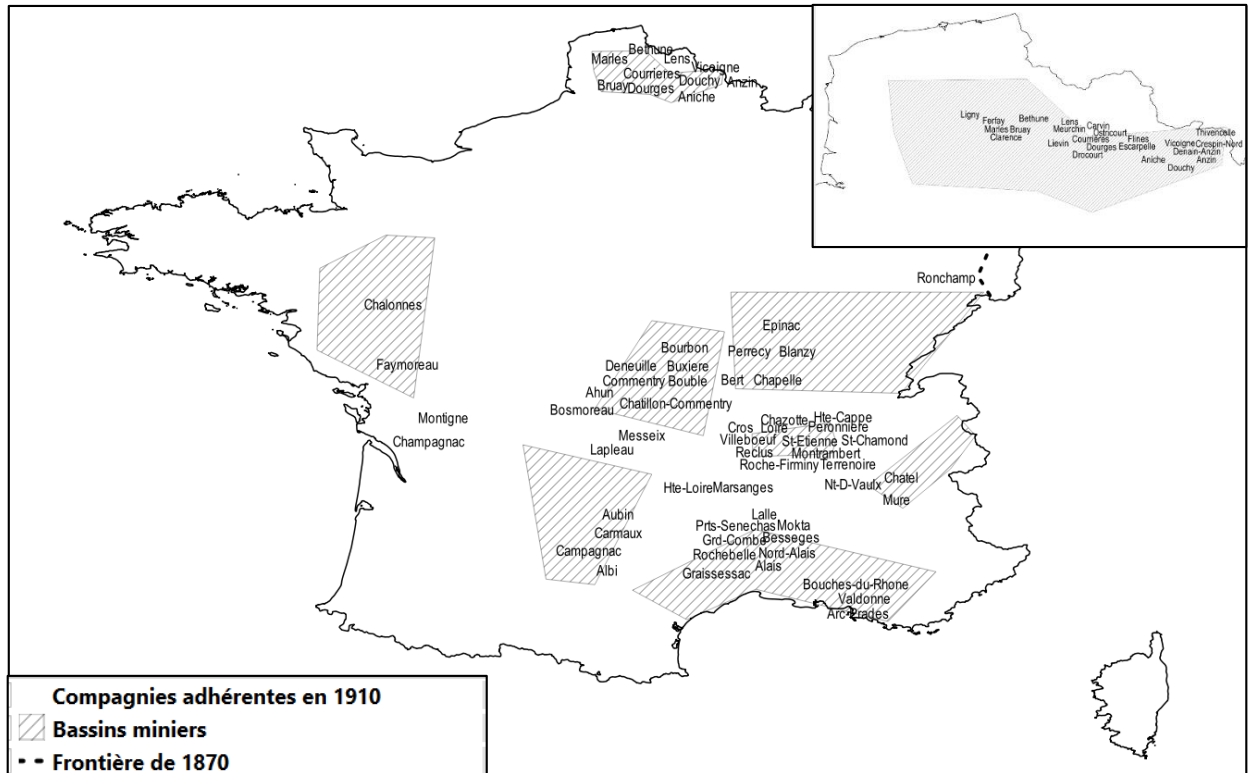 Bethune
Marles
Lens
Vicoigne
Courrieres
Douchy
Anzin
Bruay
Dourges
Aniche
Ligny
Ferfay
Bethune
Lens
Carvin
Marles
Bruay
Meurchin
Ostricourt
Thivencelle
Clarence
Lievin
Courrières
Flines
Vicoigne
Crespin-Nord
Dourges
Escarpelle
Denain-Anzin
Drocourt
Aniche
Anzin
Douchy
Ronchamp
Chalonnes
Epinac
Bourbon
Perrecy
Blanzy
Faymoreau
Deneuille
Buxiere
Commentry
Bouble
Bert
Chapelle
Ahun
Bosmoreau
Chatillon-Commentry
Montigne
Chazotte
Hte-Cappe
Champagnac
Messeix
Cros
Loire
Peronnière
Lapleau
Villeboeuf
St-Etienne
St-Chamond
Reclus
Montrambert
Roche-Firminy
Terrenoire
Hte-Loire
Marsanges
Nt-D-Vaulx
Chatel
Mure
Aubin
Lalle
Carmaux
Prts-Senechas
Mokta
Campagnac
Grd-Combe
Besseges
Albi
Rochebelle
Nord-Alais
Graissessac
Alais
Bouches-du-Rhone
Valdonne
Arc-Prades
Compagnies adhérentes en 1910
Bassins miniers
Frontière de 1870